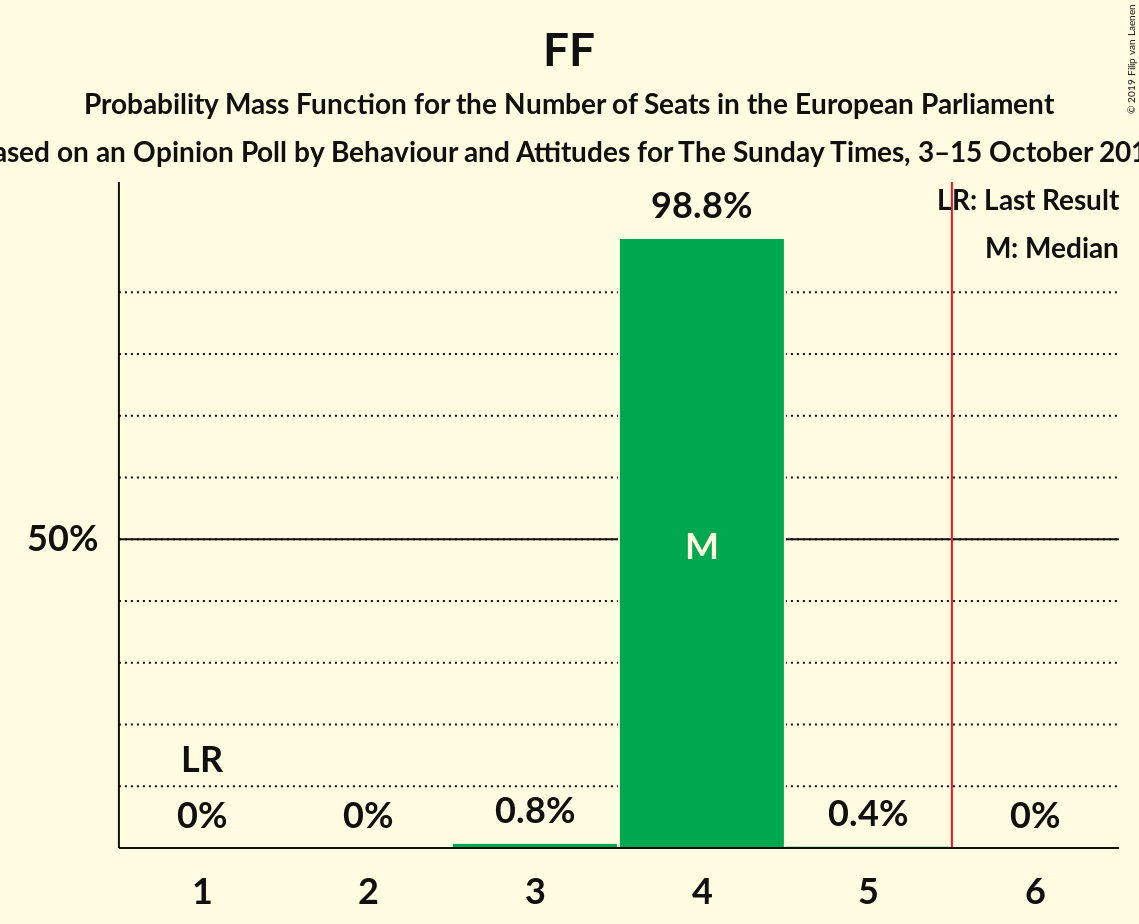 FF
Probability Mass Function for the Number of Seats in the European Parliament
ased on an Opinion Poll by Behaviour and Attitudes for The Sunday Times, 3–15 October 201
© 2019 Filip van Laenen
LR: Last Result
M: Median
98.8%
50%
M
LR
0% 0% 0.8% 0.4% 0%
1 2 3 4 5 6